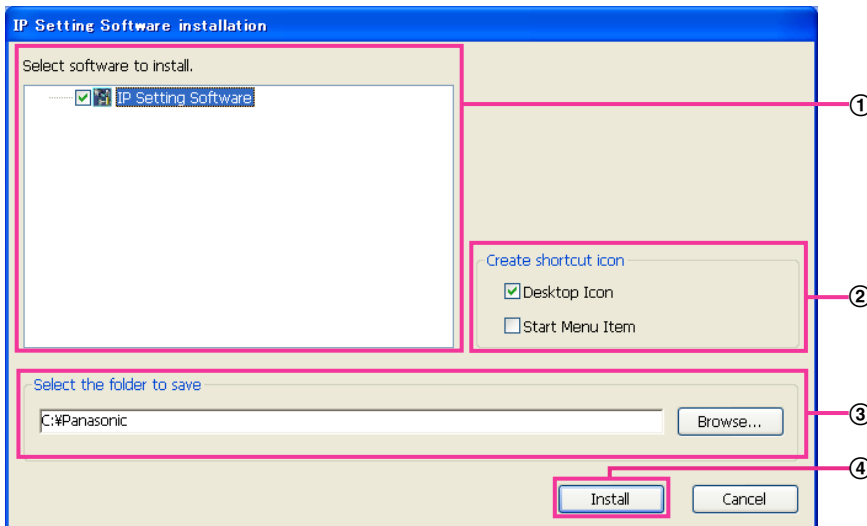 IP Setting Software installation
Select software to install.
IP Setting Software
①
Create shortcut icon
Desktop Icon
Start Menu Item
②
Select the folder to save
C:¥Panasonic
Browse...
③
④
Install
Cancel